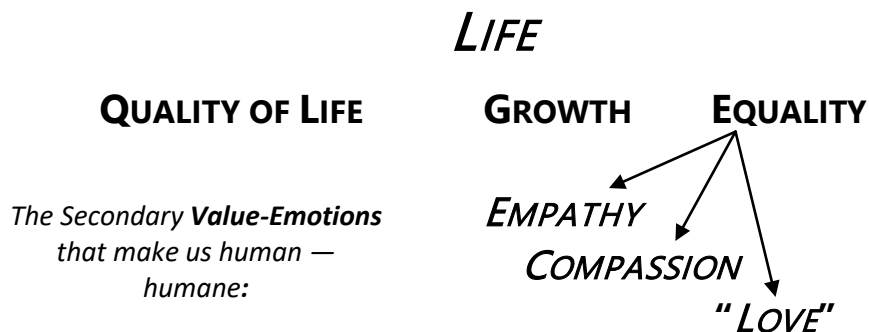 LIFE
QUALITY OF LIFE GROWTH EQUALITY
The Secondary Value-Emotions
that make us human —
humane:
EMPATHY
COMPASSION
“LOVE”